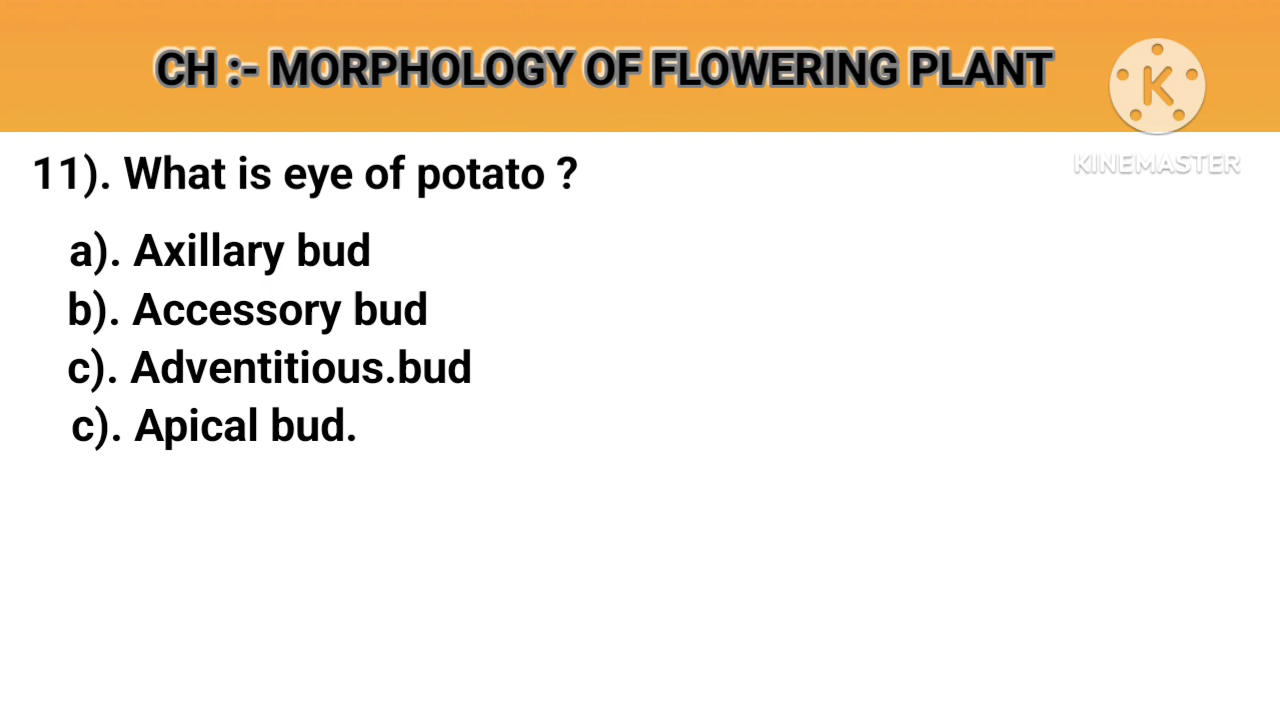 CH :- MORPHOLOGY OF FLOWERING PLANT
K
KINEMASTER
11). What is eye of potato ?
a). Axillary bud
b). Accessory bud
c). Adventitious.bud
c). Apical bud.